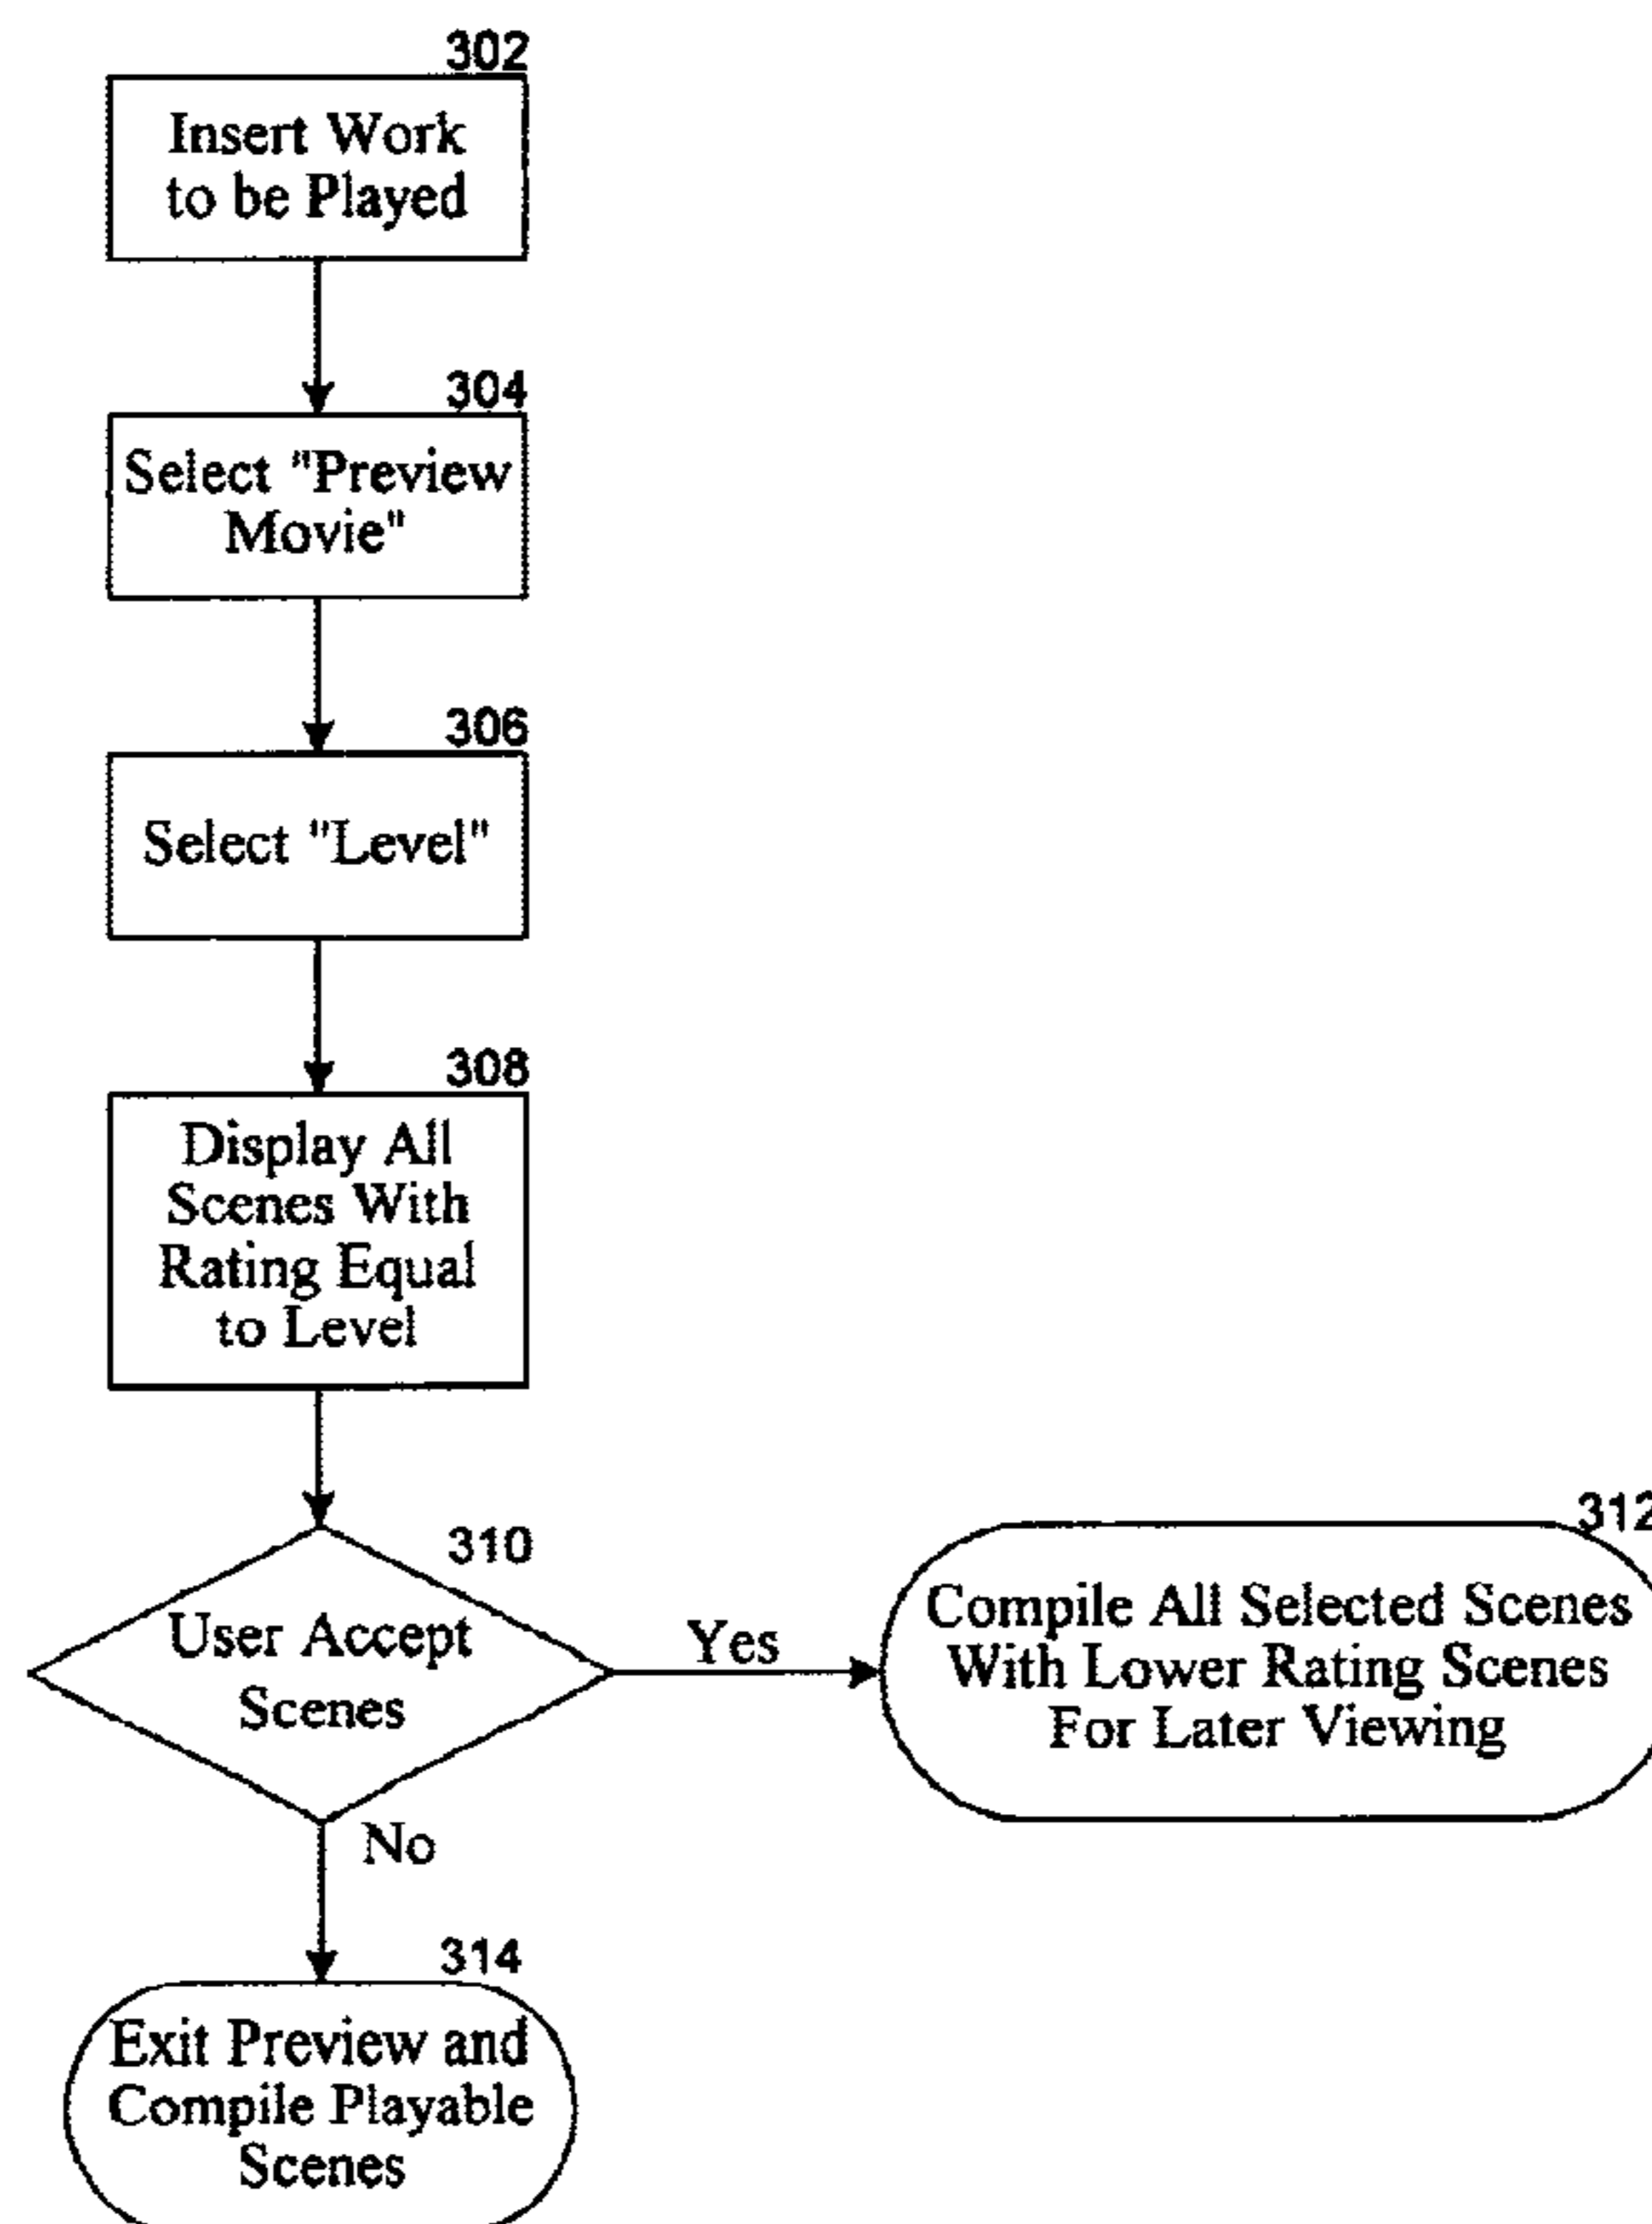 302
Insert Work
to be Played
304
Select "Preview
Movie"
306
Select "Level"
308
Display All
Scenes With
Rating Equal
to Level
310
User Accept
Scenes
Yes
312
Compile All Selected Scenes
With Lower Rating Scenes
For Later Viewing
No
314
Exit Preview and
Compile Playable
Scenes